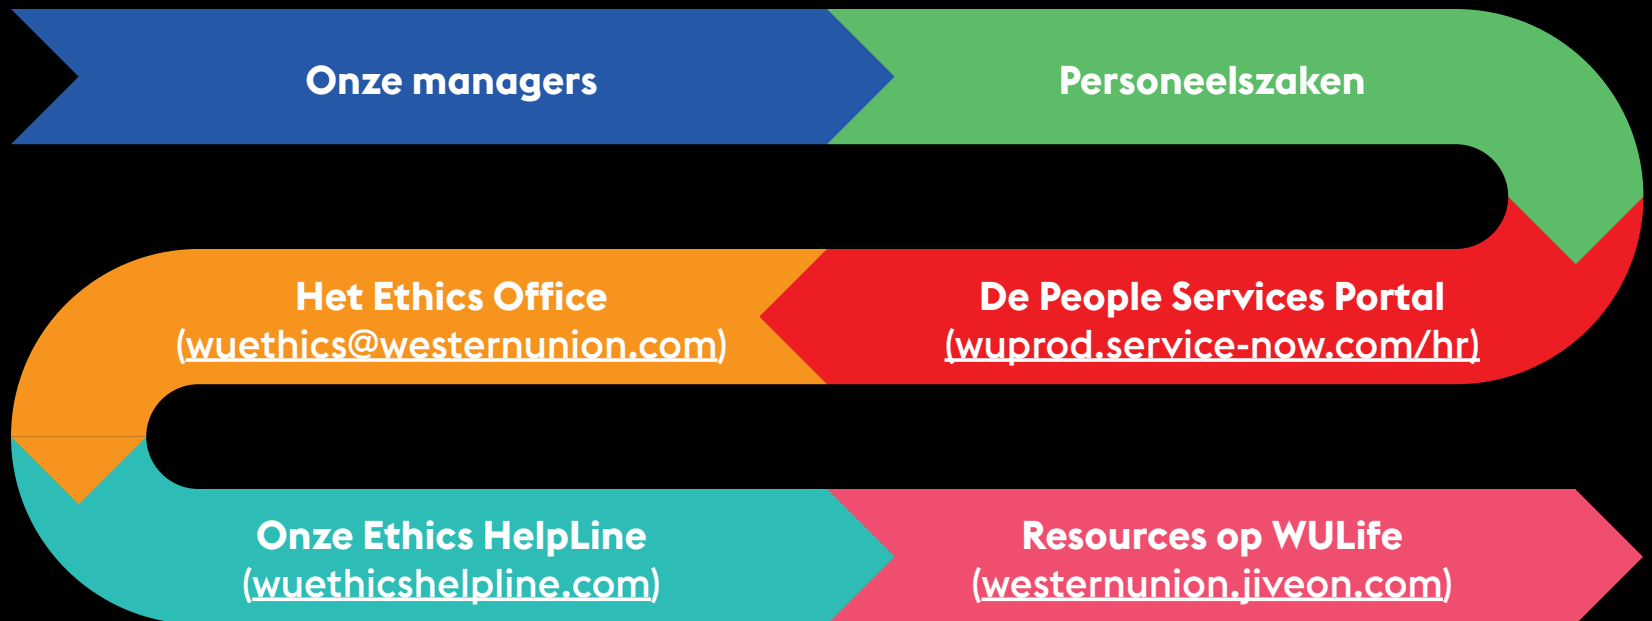 Onze managers
Personeelszaken
De People Services Portal
(wuprod.service-now.com/hr)
Het Ethics Office
(wuethics@westernunion.com)
Onze Ethics HelpLine
(wuethicshelpline.com)
Resources op WULife
(westernunion.jiveon.com)